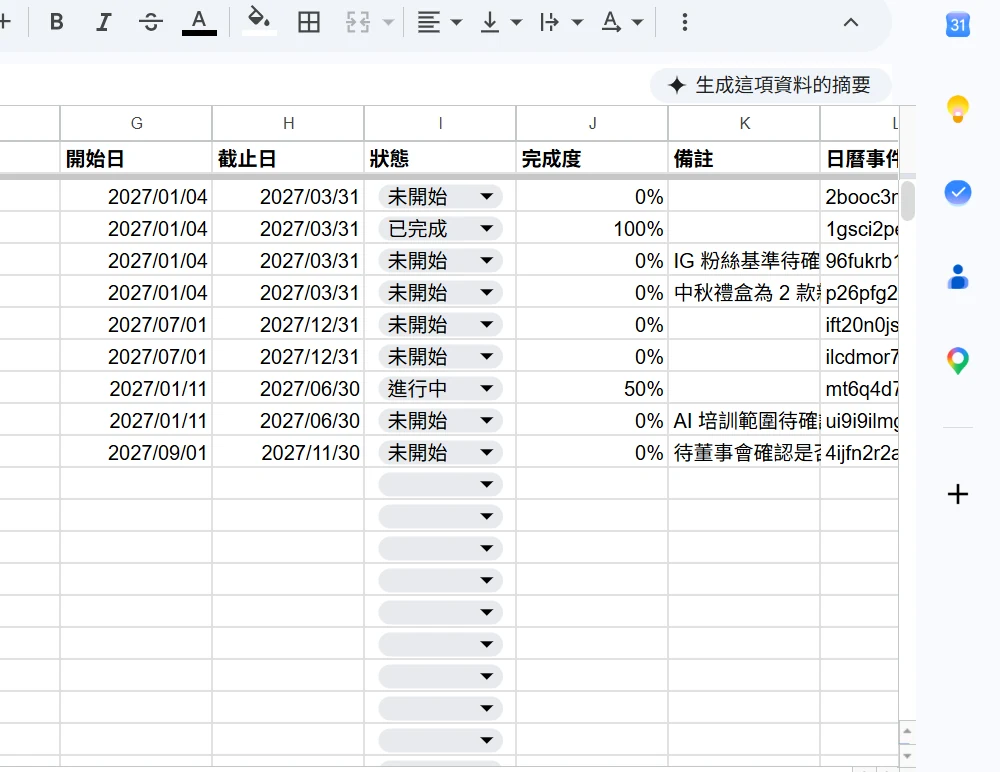 B I S A
31
生成這項資料的摘要
G H I J K L
開始日 截止日 狀態 完成度 備註 日曆事件
2027/01/04 2027/03/31 未開始 0% 2booc3
2027/01/04 2027/03/31 已完成 100% 1gsci2p
2027/01/04 2027/03/31 未開始 0% IG 粉絲基準待確 96fukrb
2027/01/04 2027/03/31 未開始 0% 中秋禮盒為 2 款 p26pfg2
2027/07/01 2027/12/31 未開始 0% ift20n0js
2027/07/01 2027/12/31 未開始 0% ilcdmor7
2027/01/11 2027/06/30 進行中 50% mt6q4d7
2027/01/11 2027/06/30 未開始 0% AI 培訓範圍待確 ui9i9ilm
2027/09/01 2027/11/30 未開始 0% 待董事會確認是否 4ijfn2r2a